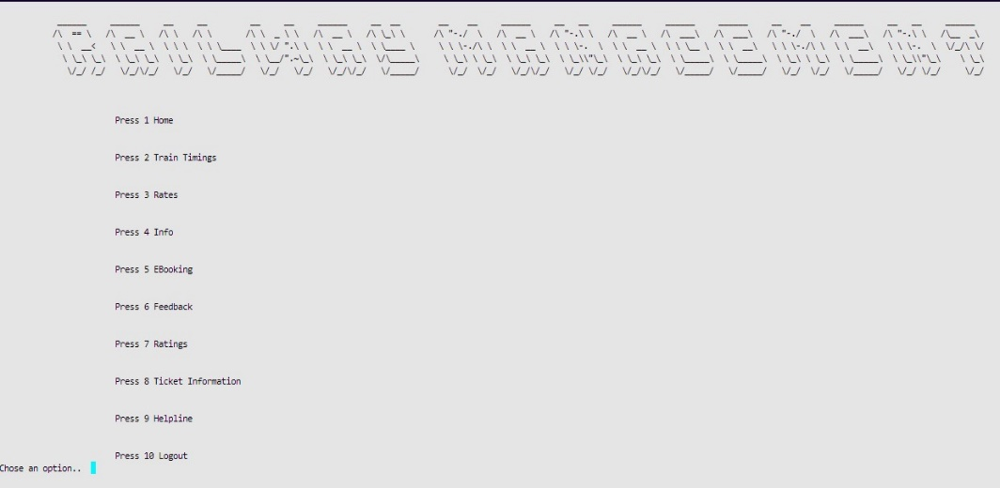 RAILWAY MANAGEMENT
Press 1 Home
Press 2 Train Timings
Press 3 Rates
Press 4 Info
Press 5 EBooking
Press 6 Feedback
Press 7 Ratings
Press 8 Ticket Information
Press 9 Helpline
Press 10 Logout
Chose an option..